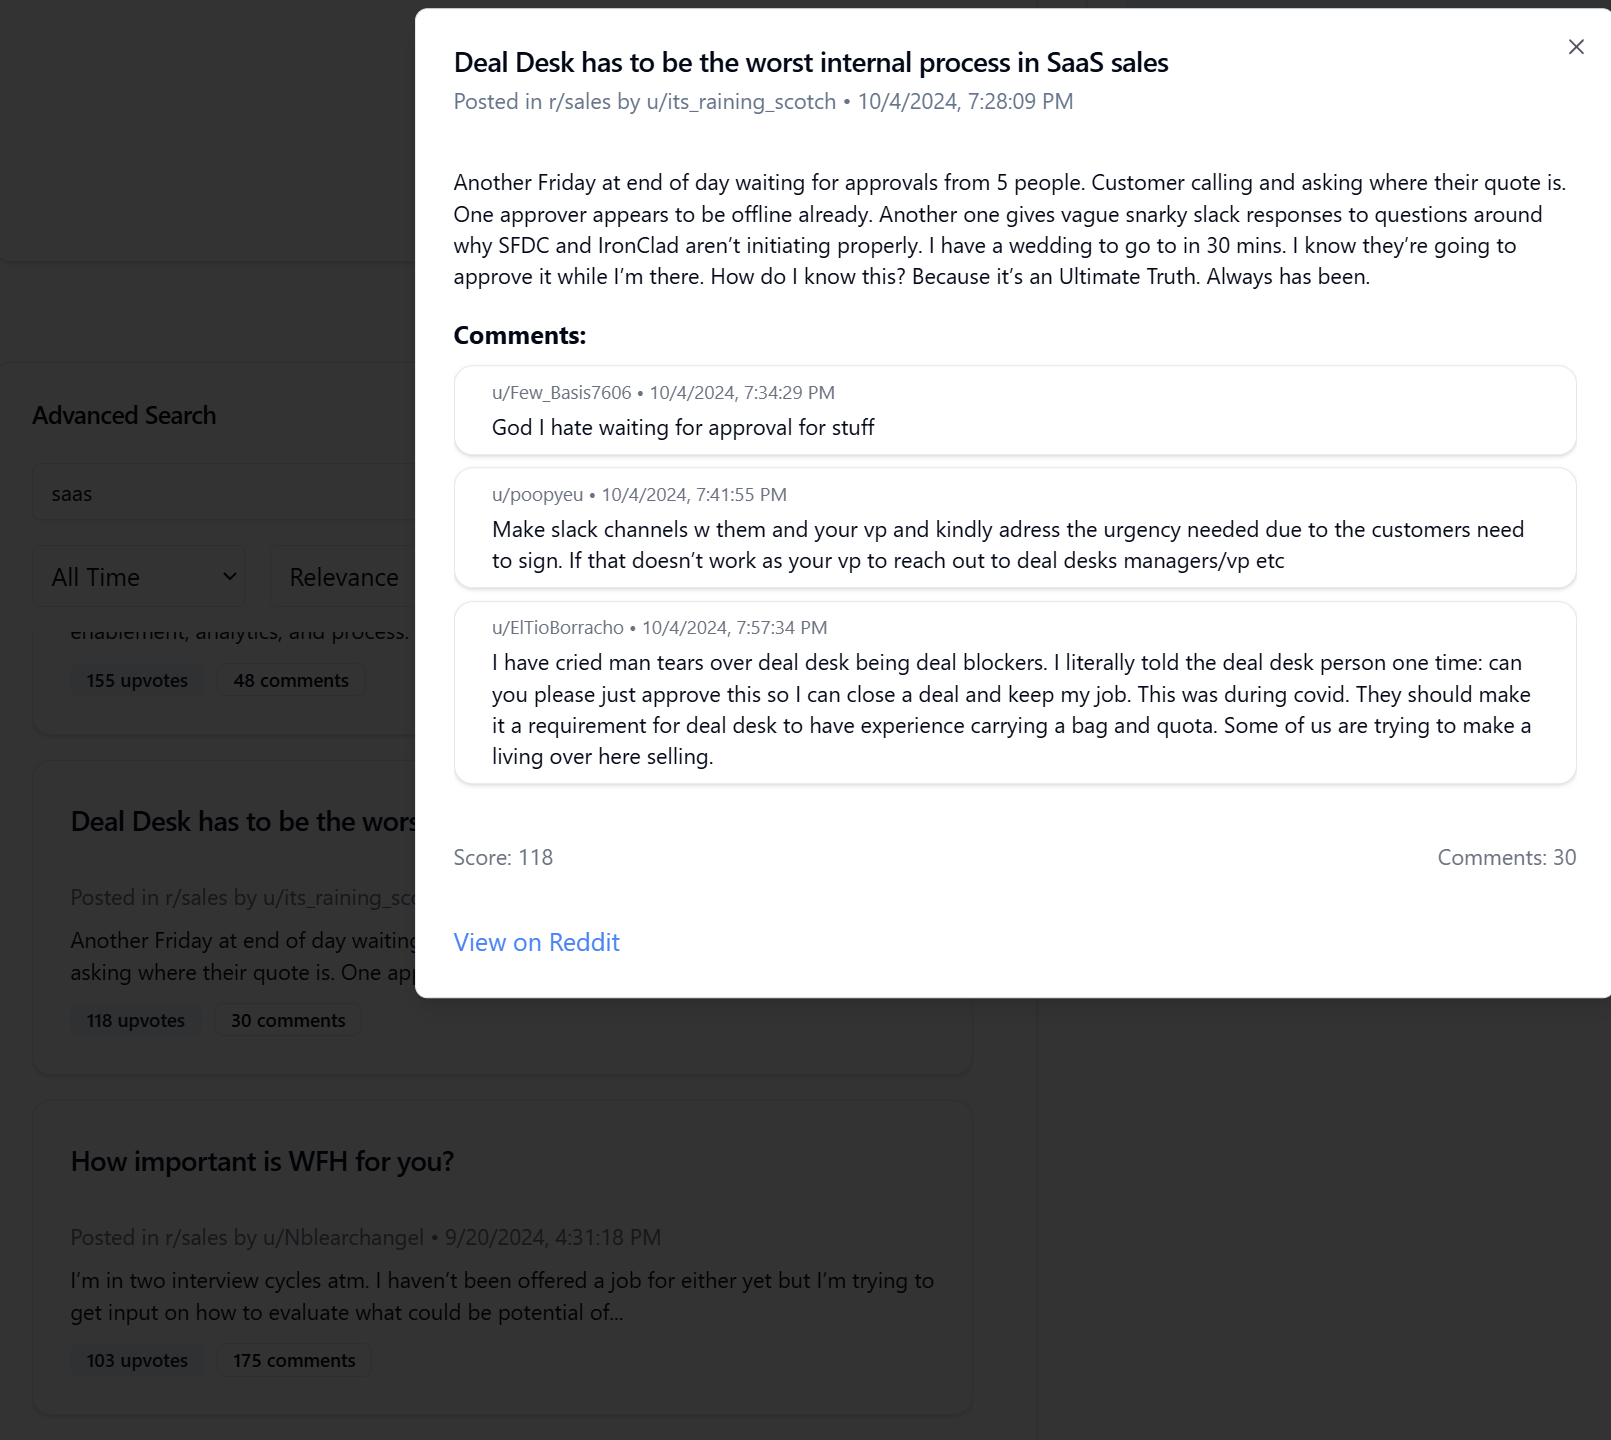 Deal Desk has to be the worst internal process in SaaS sales
Posted in r/sales by u/its_raining_scotch • 10/4/2024, 7:28:09 PM
Another Friday at end of day waiting for approvals from 5 people. Customer calling and asking where their quote is.
One approver appears to be offline already. Another one gives vague snarky slack responses to questions around
why SFDC and IronClad aren’t initiating properly. I have a wedding to go to in 30 mins. I know they’re going to
approve it while I’m there. How do I know this? Because it’s an Ultimate Truth. Always has been.
Comments:
u/Few_Basis7606 • 10/4/2024, 7:34:29 PM
God I hate waiting for approval for stuff
u/poopyeu • 10/4/2024, 7:41:55 PM
Make slack channels w them and your vp and kindly adress the urgency needed due to the customers need
to sign. If that doesn’t work as your vp to reach out to deal desks managers/vp etc
u/ElTioBorracho • 10/4/2024, 7:57:34 PM
I have cried man tears over deal desk being deal blockers. I literally told the deal desk person one time: can
you please just approve this so I can close a deal and keep my job. This was during covid. They should make
it a requirement for deal desk to have experience carrying a bag and quota. Some of us are trying to make a
living over here selling.
Score: 118
Comments: 30
View on Reddit
Advanced Search
saas
All Time
Relevance
enablement, analytics, and process.
155 upvotes
48 comments
Deal Desk has to be the wors
Posted in r/sales by u/its_raining_sco
Another Friday at end of day waiting
asking where their quote is. One app
118 upvotes
30 comments
How important is WFH for you?
Posted in r/sales by u/Nblearchangel • 9/20/2024, 4:31:18 PM
I’m in two interview cycles atm. I haven’t been offered a job for either yet but I’m trying to
get input on how to evaluate what could be potential of...
103 upvotes
175 comments